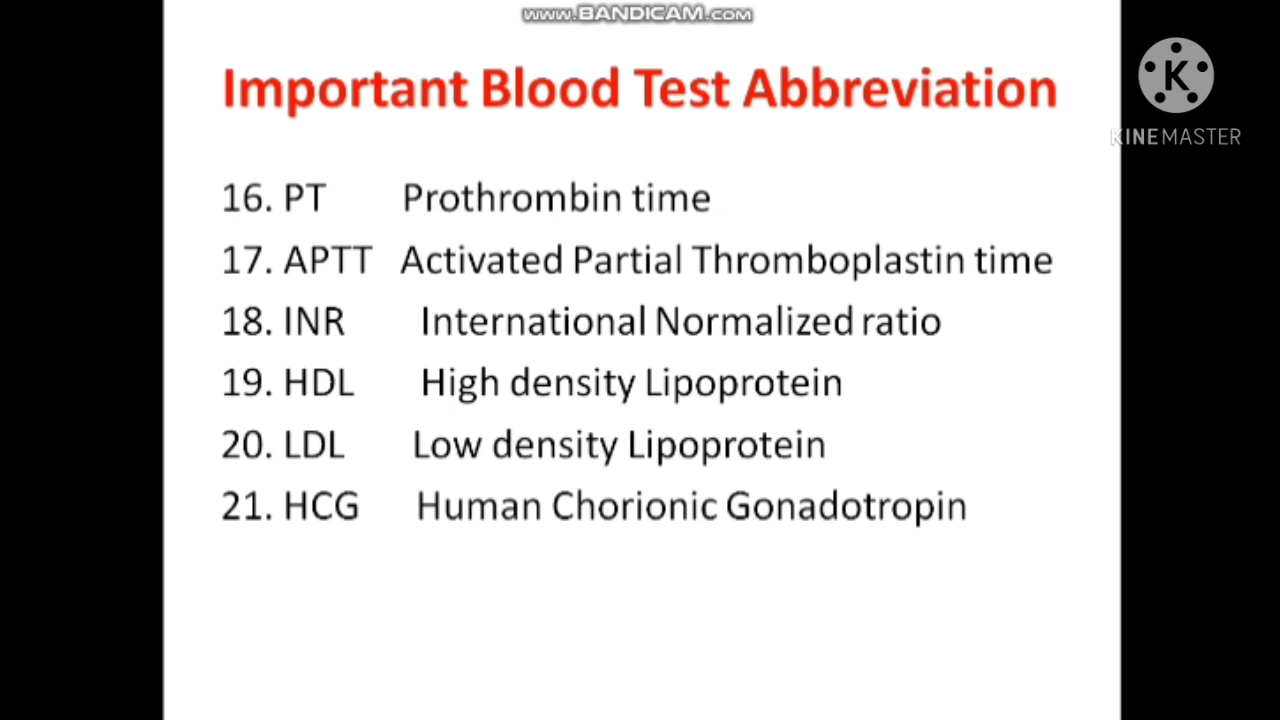 www.BANDICAM.com
Important Blood Test Abbreviation
K
KINEMASTER
16. PT Prothrombin time
17. APTT Activated Partial Thromboplastin time
18. INR International Normalized ratio
19. HDL High density Lipoprotein
20. LDL Low density Lipoprotein
21. HCG Human Chorionic Gonadotropin